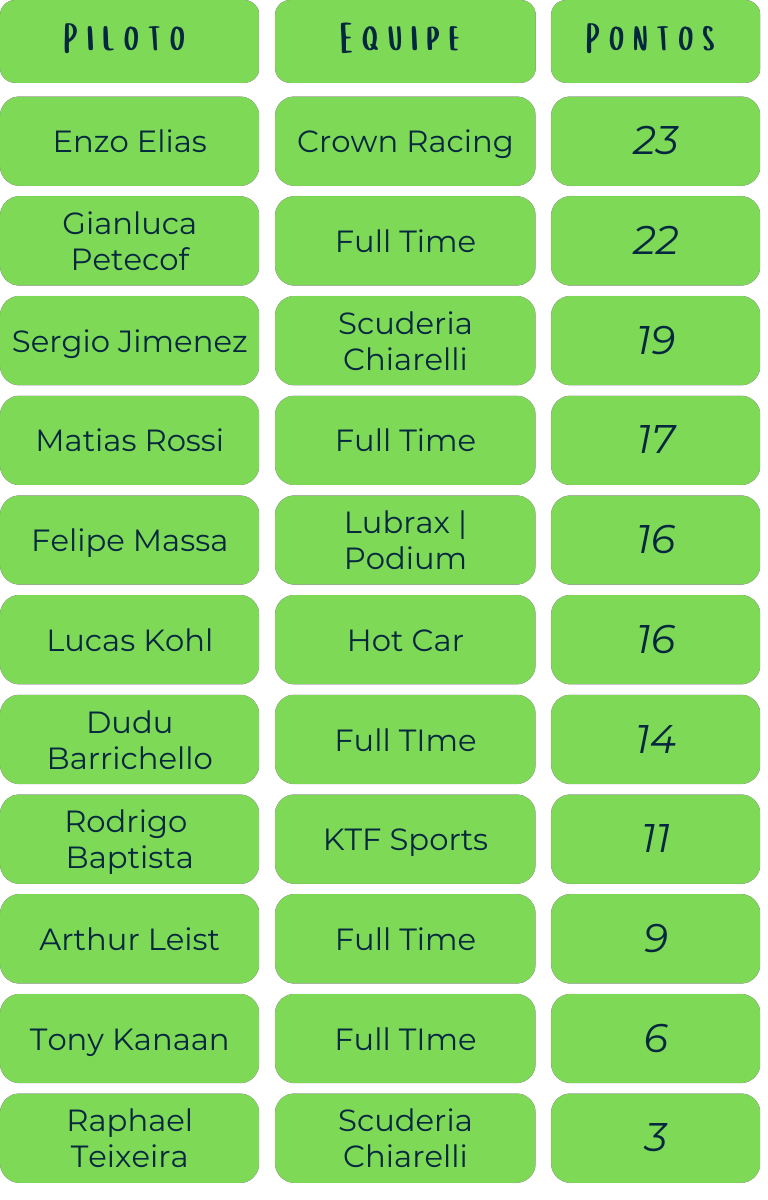 PILOTO EQUIPE PONTOS
Enzo Elias Crown Racing 23
Gianluca
Petecof
Full Time 22
Sergio Jimenez
Scuderia
Chiarelli
19
Matias Rossi Full Time 17
Felipe Massa
Lubrax |
Podium
16
Lucas Kohl Hot Car 16
Dudu
Barrichello
Full TIme 14
Rodrigo
Baptista
KTF Sports 11
Arthur Leist Full Time 9
Tony Kanaan Full TIme 6
Raphael
Teixeira
Scuderia
Chiarelli
3